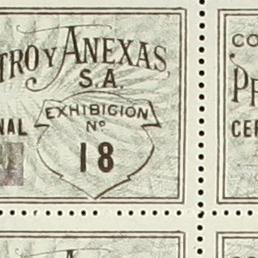 TRO Y ANEXAS
S.A.
EXHIBICION
Nº
NAL
18
CO
P
CER